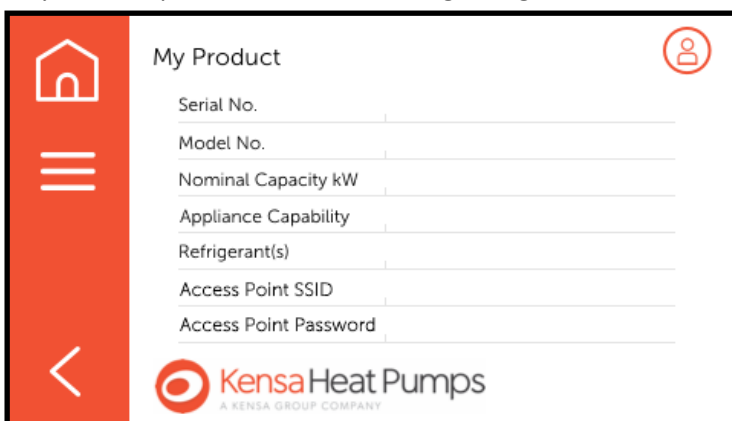 My Product
Serial No.
Model No.
Nominal Capacity kW
Appliance Capability
Refrigerant(s)
Access Point SSID
Access Point Password
Kensa Heat Pumps
A KENSA GROUP COMPANY